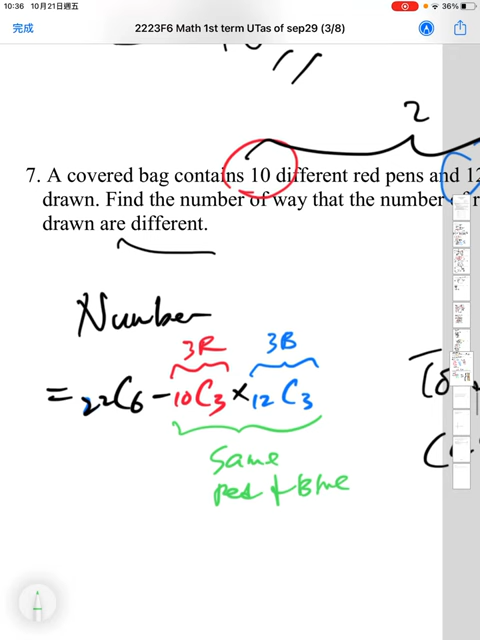 10:36 10月21日週五
36%
完成
2223F6 Math 1st term UTas of sep29 (3/8)
2
7. A covered bag contains 10 different red pens and 12
drawn. Find the number of way that the number of r
drawn are different.
Number
3R 3B
= 22C6 - 10C3 × 12C3
Same
Red & Blue